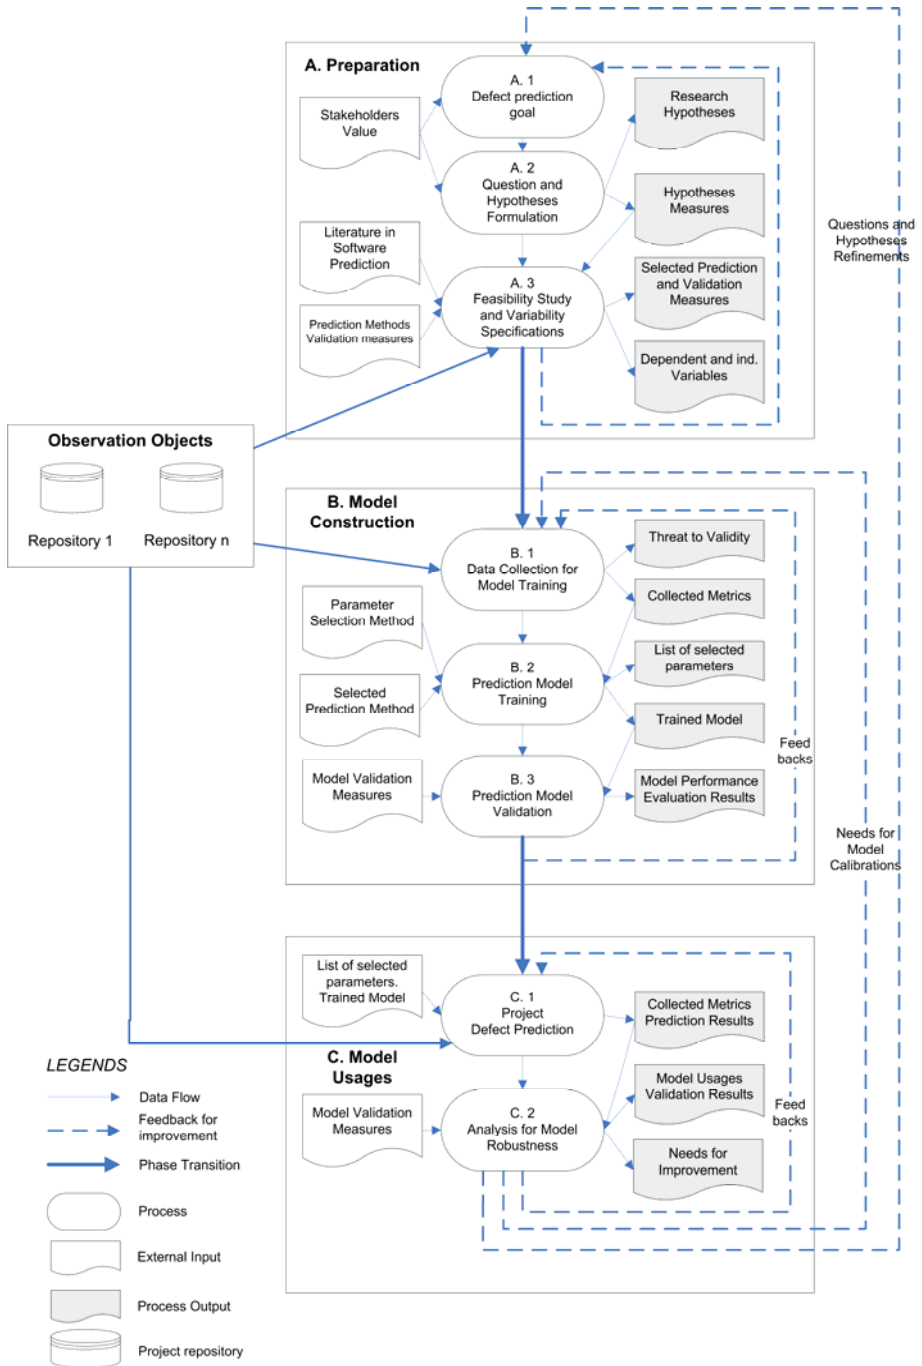 A. Preparation
A. 1
Defect prediction
goal
Stakeholders
Value
Research
Hypotheses
A. 2
Question and
Hypotheses
Formulation
Hypotheses
Measures
Questions and
Hypotheses
Refinements
Literature in
Software
Prediction
A. 3
Feasibility Study
and Variability
Specifications
Selected Prediction
and Validation
Measures
Prediction Methods
Validation measures
Dependent and ind.
Variables
Observation Objects
Repository 1
Repository n
B. Model
Construction
B. 1
Data Collection for
Model Training
Threat to Validity
Collected Metrics
Parameter
Selection Method
B. 2
Prediction Model
Training
List of selected
parameters
Selected
Prediction Method
Trained Model
Feed
backs
Model Validation
Measures
B. 3
Prediction Model
Validation
Model Performance
Evaluation Results
Needs for
Model
Calibrations
List of selected
parameters.
Trained Model
C. 1
Project
Defect Prediction
Collected Metrics
Prediction Results
C. Model
Usages
Model Validation
Measures
C. 2
Analysis for Model
Robustness
Model Usages
Validation Results
Feed
backs
Needs for
Improvement
LEGENDS
Data Flow
Feedback for
improvement
Phase Transition
Process
External Input
Process Output
Project repository